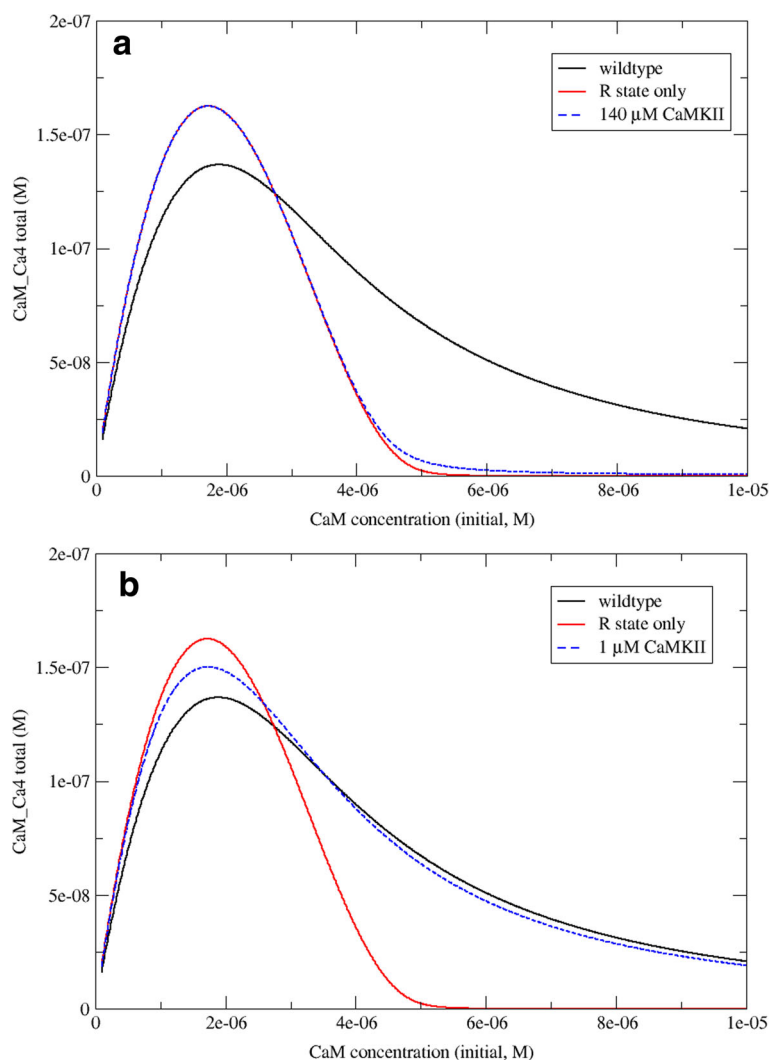 a
2e-07
1.5e-07
1e-07
5e-08
0
CaM_Ca4 total (M)
wildtype
R state only
140 μM CaMKII
0
2e-06
4e-06
6e-06
8e-06
1e-05
CaM concentration (initial, M)
b
2e-07
1.5e-07
1e-07
5e-08
0
CaM_Ca4 total (M)
wildtype
R state only
1 μM CaMKII
0
2e-06
4e-06
6e-06
8e-06
1e-05
CaM concentration (initial, M)